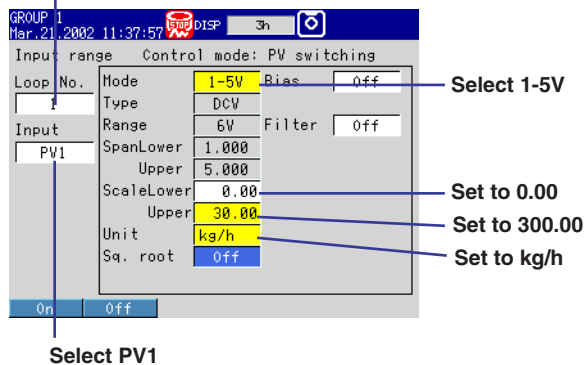 GROUP 1
Mar.21.2002 11:37:57 STOP DISP 3h
Input range Control mode: PV switching
Loop No.
1
Input
PV1
Mode 1-5V Bias Off
Type DCV
Range 6V Filter Off
SpanLower 1.000
Upper 5.000
ScaleLower 0.00
Upper 30.00
Unit kg/h
Sq. root Off
On Off
Select 1-5V
Set to 0.00
Set to 300.00
Set to kg/h
Select PV1